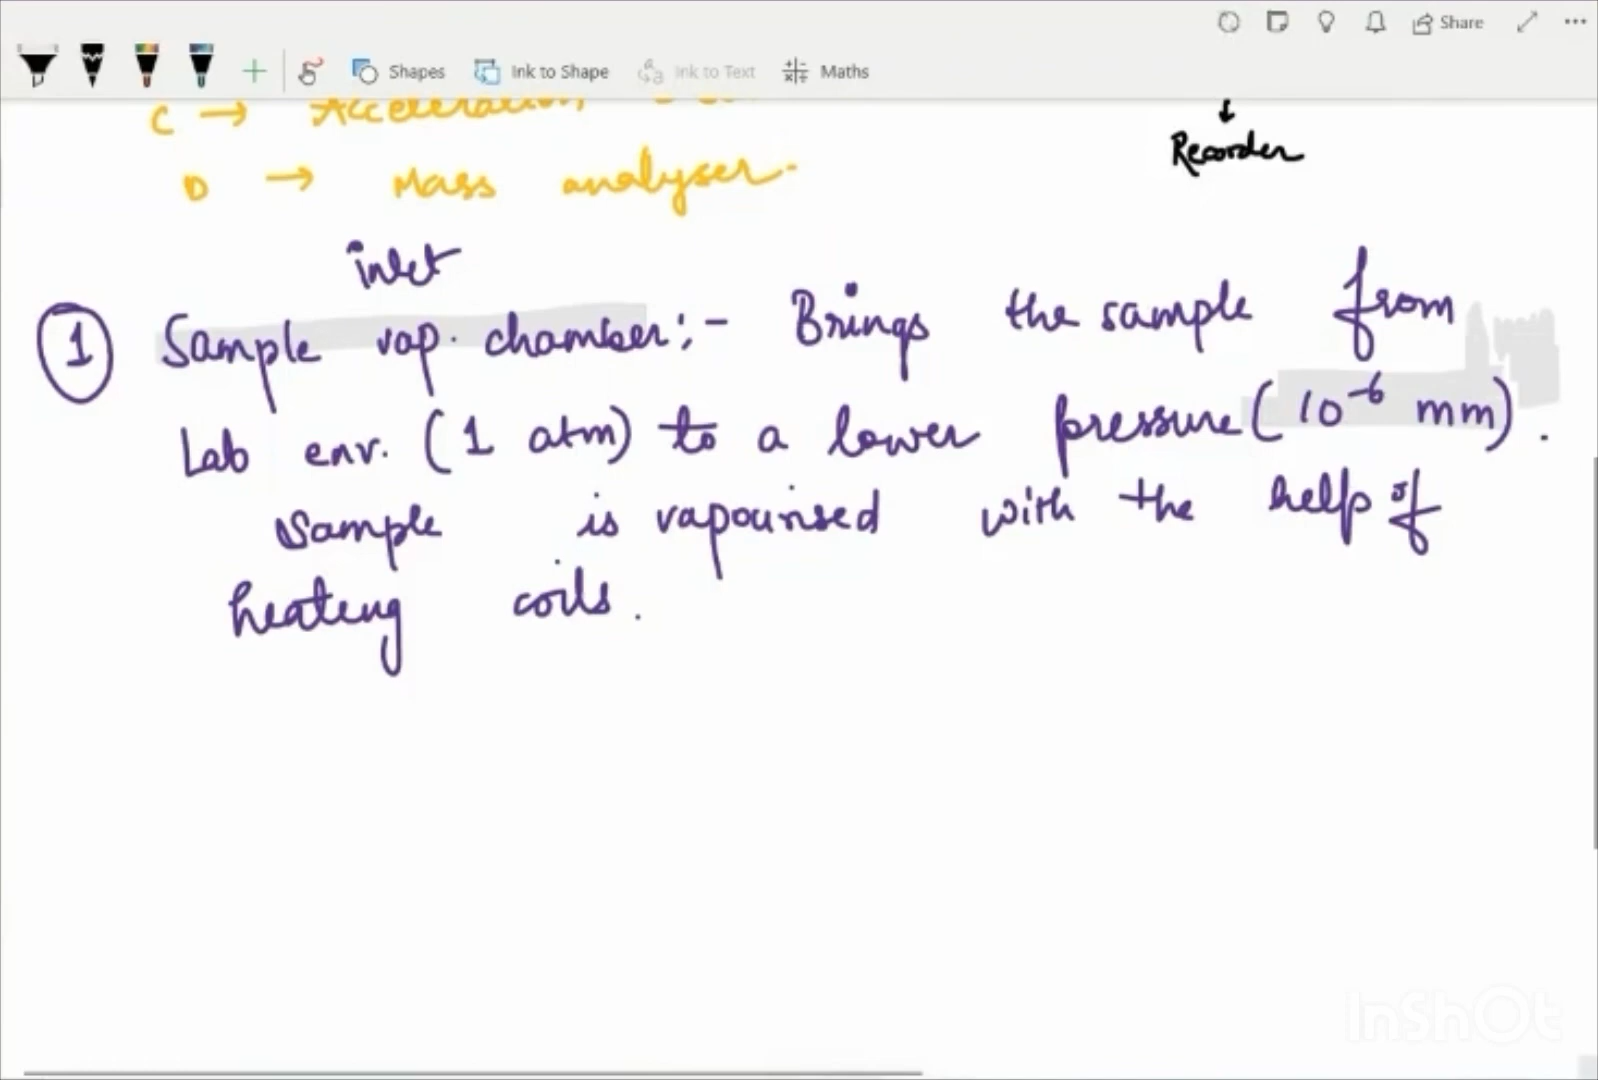 Share
Shapes Ink to Shape Ink to Text Maths
C → Acceleration
Recorder
D → Mass analyser.
inlet
1 Sample vap. chamber :- Brings the sample from
Lab env. (1 atm) to a lower pressure (10⁻⁶ mm).
Sample is vapourised with the help of
heating coils.
InShOt